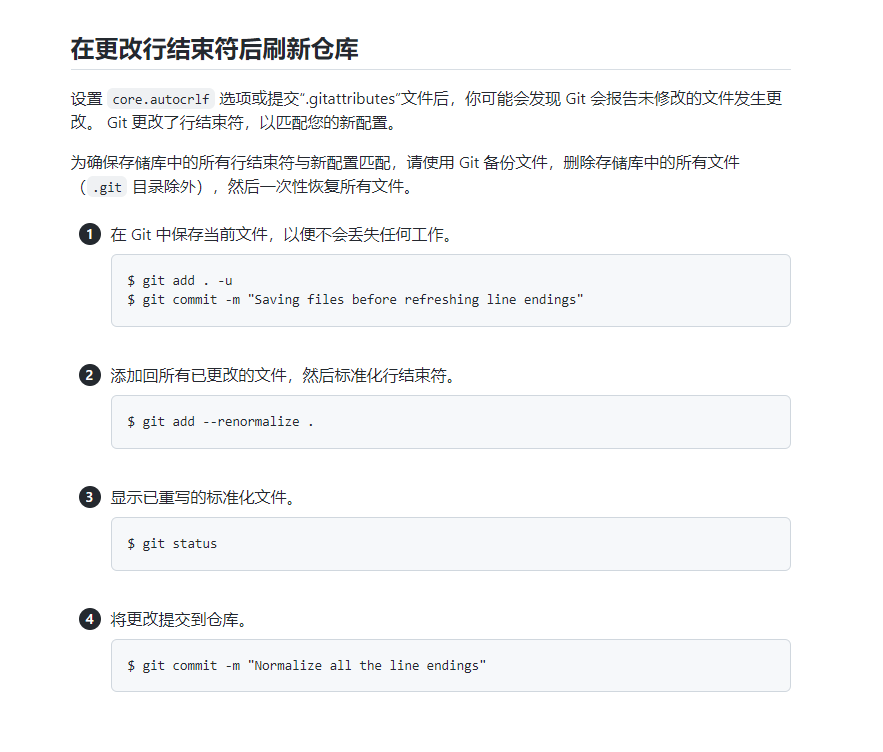 在更改行结束符后刷新仓库
设置 core.autocrlf 选项或提交“.gitattributes”文件后，你可能会发现 Git 会报告未修改的文件发生更
改。 Git 更改了行结束符，以匹配您的新配置。
为确保存储库中的所有行结束符与新配置匹配，请使用 Git 备份文件，删除存储库中的所有文件
（ .git 目录除外），然后一次性恢复所有文件。
1 在 Git 中保存当前文件，以便不会丢失任何工作。
$ git add . -u
$ git commit -m "Saving files before refreshing line endings"
2 添加回所有已更改的文件，然后标准化行结束符。
$ git add --renormalize .
3 显示已重写的标准化文件。
$ git status
4 将更改提交到仓库。
$ git commit -m "Normalize all the line endings"